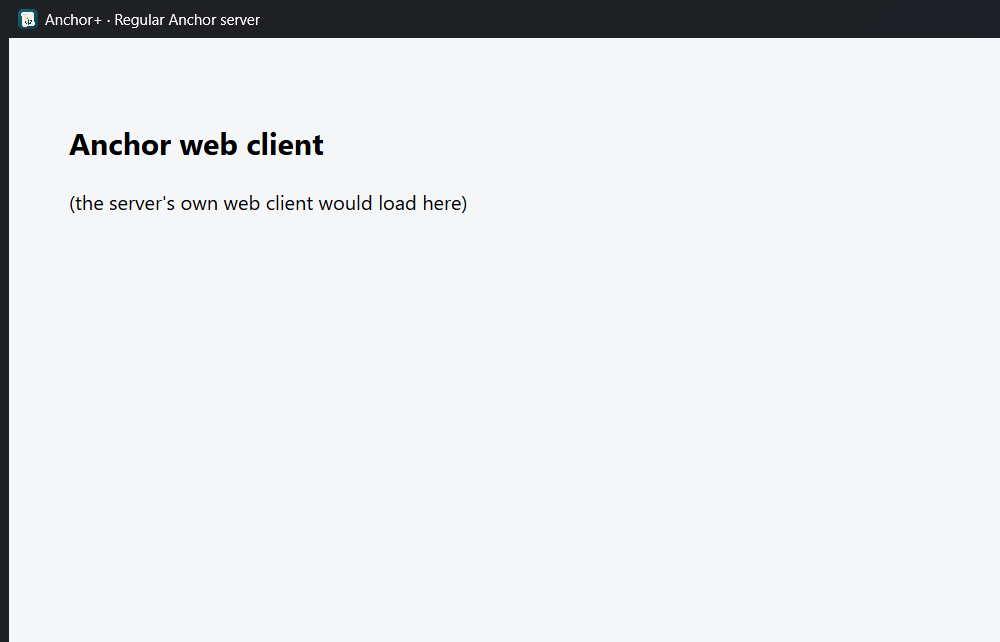 Anchor+ · Regular Anchor server
Anchor web client
(the server's own web client would load here)